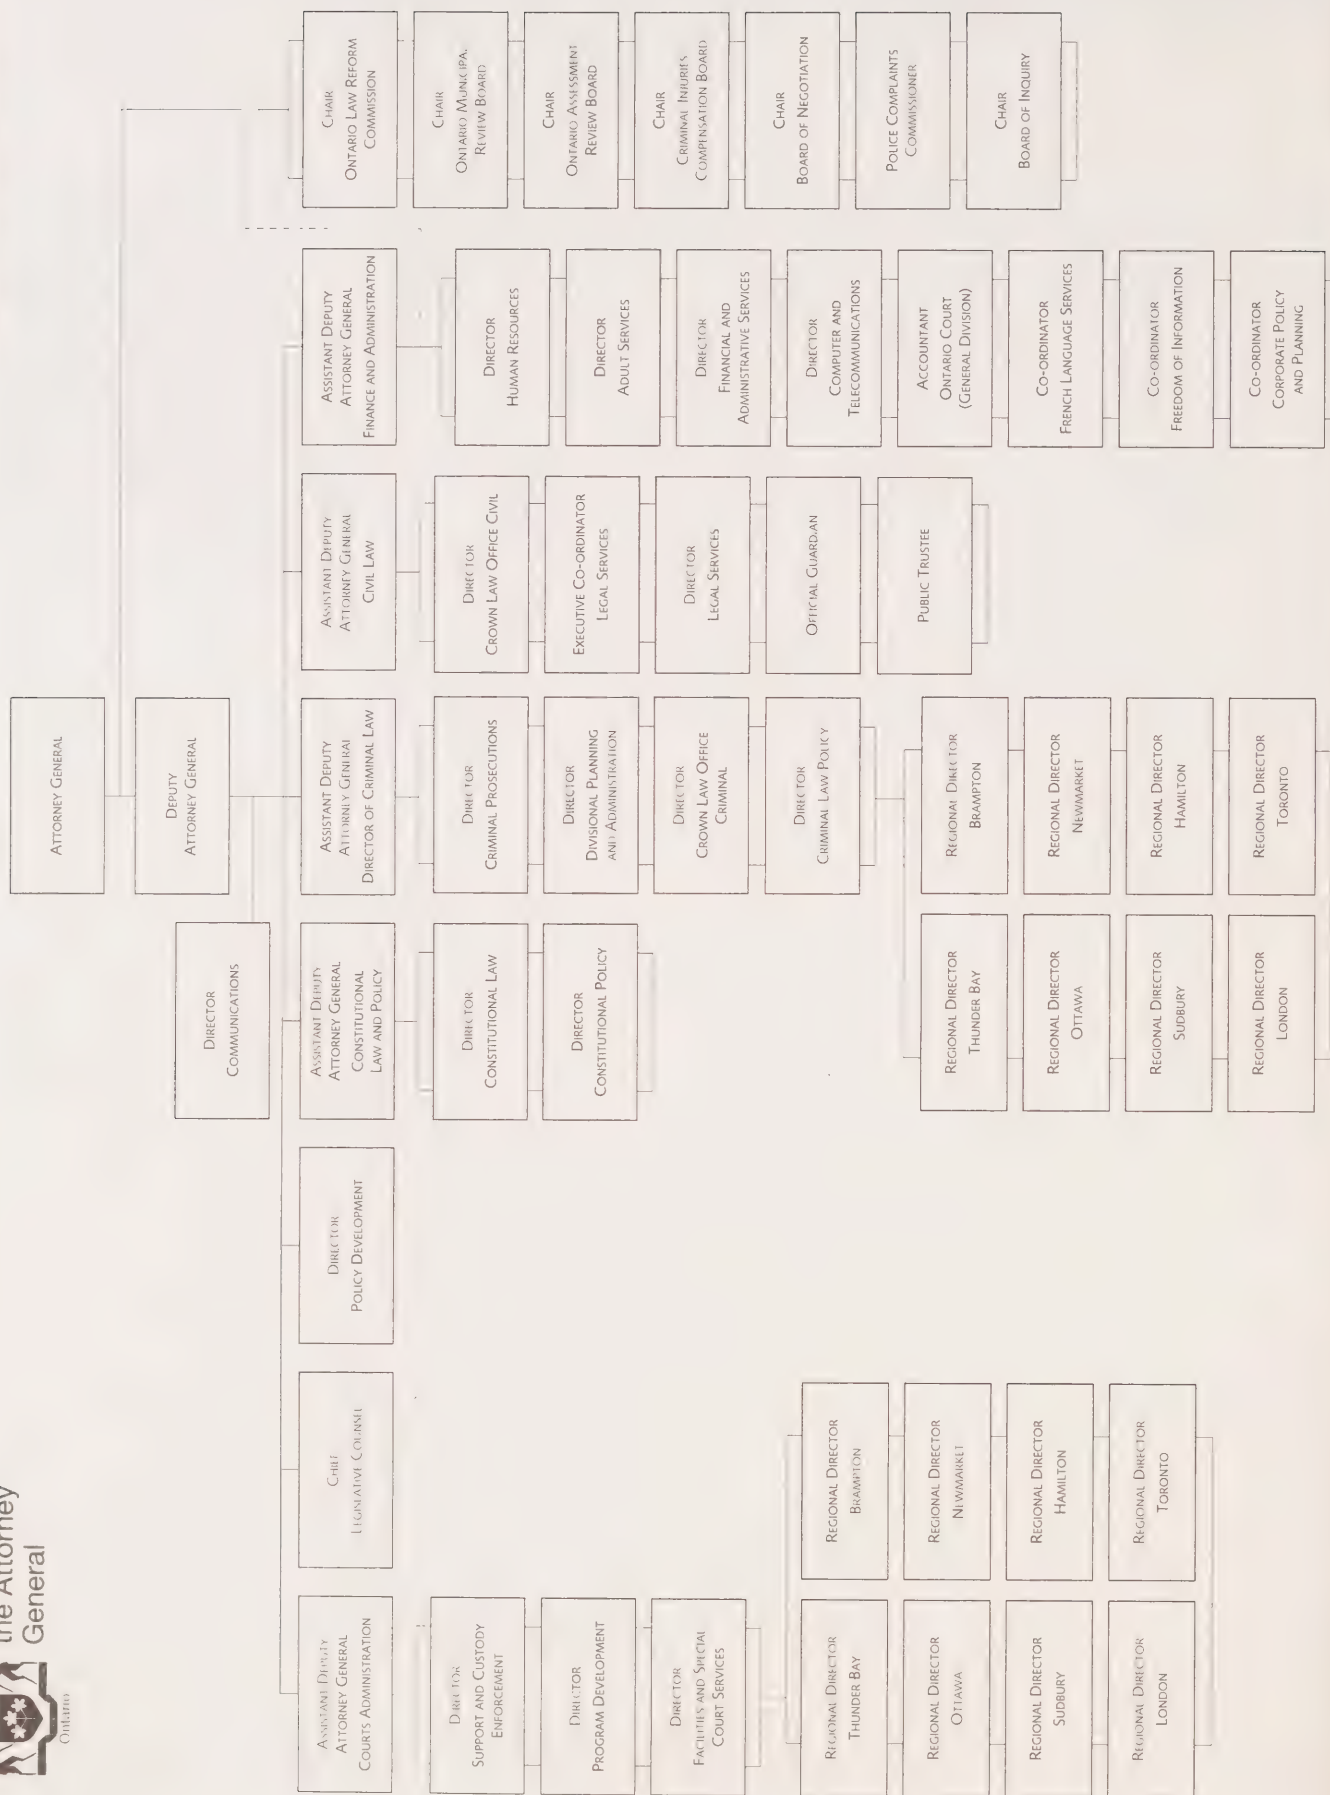 the Attorney
General
Ontario
ATTORNEY GENERAL
DEPUTY
ATTORNEY GENERAL
DIRECTOR
COMMUNICATIONS
ASSISTANT DEPUTY
ATTORNEY GENERAL
COURTS ADMINISTRATION
DIRECTOR
SUPPORT AND CUSTODY
ENFORCEMENT
DIRECTOR
PROGRAM DEVELOPMENT
DIRECTOR
FACILITIES AND SPECIAL
COURT SERVICES
REGIONAL DIRECTOR
THUNDER BAY
REGIONAL DIRECTOR
BRAMPTON
REGIONAL DIRECTOR
OTTAWA
REGIONAL DIRECTOR
NEWMARKET
REGIONAL DIRECTOR
SUDBURY
REGIONAL DIRECTOR
HAMILTON
REGIONAL DIRECTOR
LONDON
REGIONAL DIRECTOR
TORONTO
CHIEF
LEGISLATIVE COUNSEL
DIRECTOR
POLICY DEVELOPMENT
ASSISTANT DEPUTY
ATTORNEY GENERAL
CONSTITUTIONAL
LAW AND POLICY
DIRECTOR
CONSTITUTIONAL LAW
DIRECTOR
CONSTITUTIONAL POLICY
ASSISTANT DEPUTY
ATTORNEY GENERAL
DIRECTOR OF CRIMINAL LAW
DIRECTOR
CRIMINAL PROSECUTIONS
DIRECTOR
DIVISIONAL PLANNING
AND ADMINISTRATION
DIRECTOR
CROWN LAW OFFICE
CRIMINAL
DIRECTOR
CRIMINAL LAW POLICY
REGIONAL DIRECTOR
THUNDER BAY
REGIONAL DIRECTOR
BRAMPTON
REGIONAL DIRECTOR
OTTAWA
REGIONAL DIRECTOR
NEWMARKET
REGIONAL DIRECTOR
SUDBURY
REGIONAL DIRECTOR
HAMILTON
REGIONAL DIRECTOR
LONDON
REGIONAL DIRECTOR
TORONTO
ASSISTANT DEPUTY
ATTORNEY GENERAL
CIVIL LAW
DIRECTOR
CROWN LAW OFFICE CIVIL
EXECUTIVE CO-ORDINATOR
LEGAL SERVICES
DIRECTOR
LEGAL SERVICES
OFFICIAL GUARDIAN
PUBLIC TRUSTEE
ASSISTANT DEPUTY
ATTORNEY GENERAL
FINANCE AND ADMINISTRATION
DIRECTOR
HUMAN RESOURCES
DIRECTOR
ADULT SERVICES
DIRECTOR
FINANCIAL AND
ADMINISTRATIVE SERVICES
DIRECTOR
COMPUTER AND
TELECOMMUNICATIONS
ACCOUNTANT
ONTARIO COURT
(GENERAL DIVISION)
CO-ORDINATOR
FRENCH LANGUAGE SERVICES
CO-ORDINATOR
FREEDOM OF INFORMATION
CO-ORDINATOR
CORPORATE POLICY
AND PLANNING
CHAIR
ONTARIO LAW REFORM
COMMISSION
CHAIR
ONTARIO MUNICIPAL
REVIEW BOARD
CHAIR
ONTARIO ASSESSMENT
REVIEW BOARD
CHAIR
CRIMINAL INJURIES
COMPENSATION BOARD
CHAIR
BOARD OF NEGOTIATION
POLICE COMPLAINTS
COMMISSIONER
CHAIR
BOARD OF INQUIRY